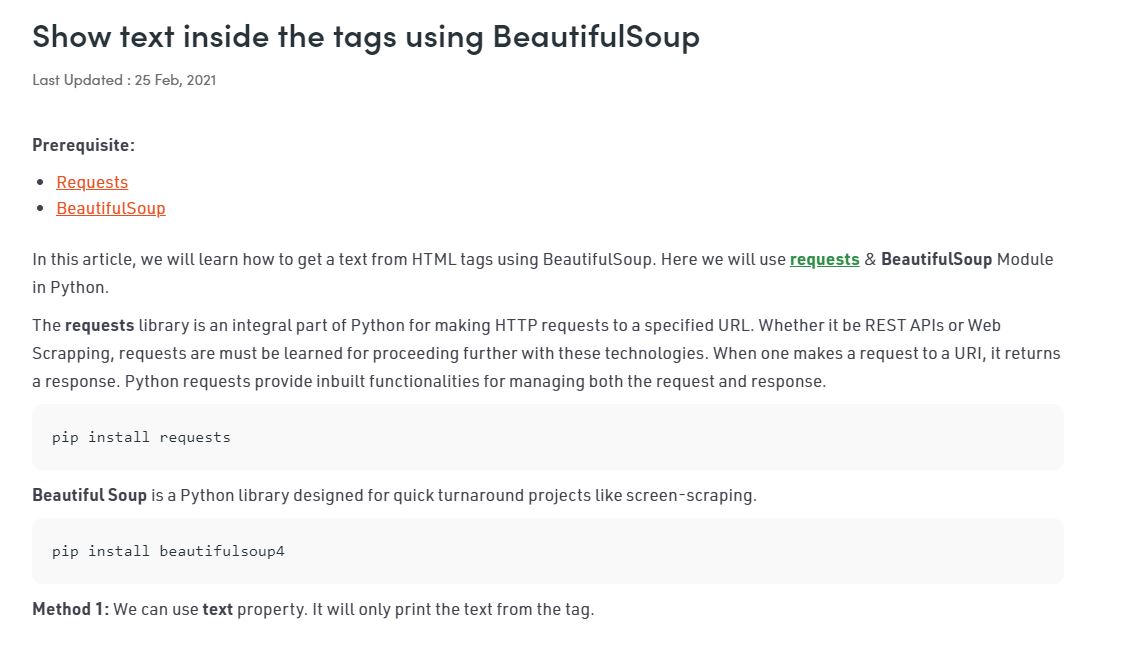 Show text inside the tags using BeautifulSoup
Last Updated : 25 Feb, 2021
Prerequisite:
Requests
BeautifulSoup
In this article, we will learn how to get a text from HTML tags using BeautifulSoup. Here we will use requests & BeautifulSoup Module
in Python.
The requests library is an integral part of Python for making HTTP requests to a specified URL. Whether it be REST APIs or Web
Scrapping, requests are must be learned for proceeding further with these technologies. When one makes a request to a URI, it returns
a response. Python requests provide inbuilt functionalities for managing both the request and response.
pip install requests
Beautiful Soup is a Python library designed for quick turnaround projects like screen-scraping.
pip install beautifulsoup4
Method 1: We can use text property. It will only print the text from the tag.